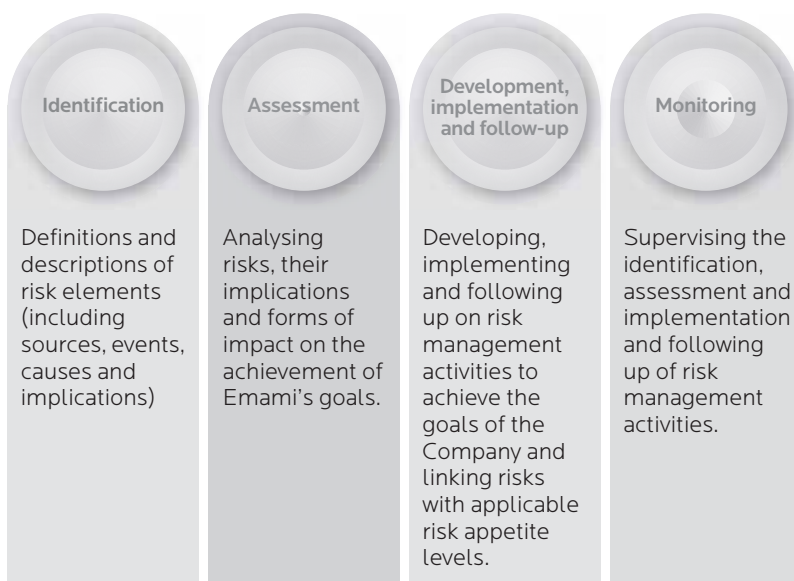 Identification
Definitions and
descriptions of
risk elements
(including
sources, events,
causes and
implications)
Assessment
Analysing
risks, their
implications
and forms of
impact on the
achievement of
Emami's goals.
Development,
implementation
and follow-up
Developing,
implementing
and following
up on risk
management
activities to
achieve the
goals of the
Company and
linking risks
with applicable
risk appetite
levels.
Monitoring
Supervising the
identification,
assessment and
implementation
and following
up of risk
management
activities.